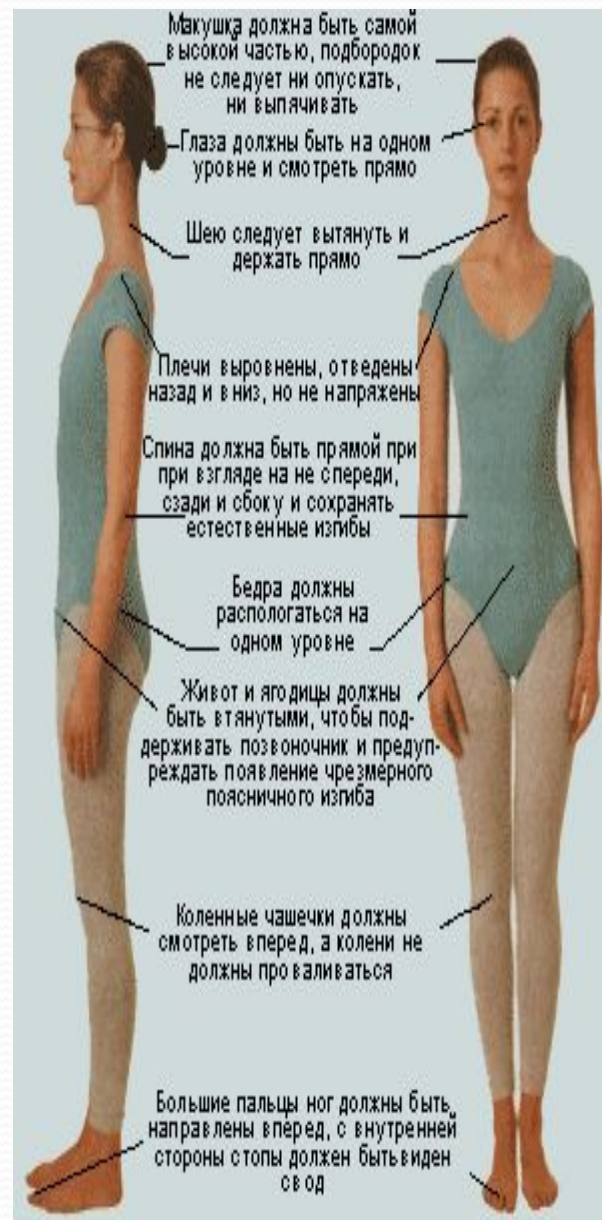 Макушка должна быть самой
высокой частью, подбородок
не следует ни опускать,
ни выпячивать
Глаза должны быть на одном
уровне и смотреть прямо
Шею следует вытянуть и
держать прямо
Плечи выровнены, отведены
назад и вниз, но не напряжены
Спина должна быть прямой при
при взгляде на не спереди,
сзади и сбоку и сохранять
естественные изгибы
Бедра должны
распологаться на
одном уровне
Живот и ягодицы должны
быть втянутыми, чтобы под-
держивать позвоночник и предуп-
реждать появление чрезмерного
поясничного изгиба
Коленные чашечки должны
смотреть вперед, а колени не
должны проваливаться
Большие пальцы ног должны быть
направлены вперед, с внутренней
стороны стопы должен быть виден
свод